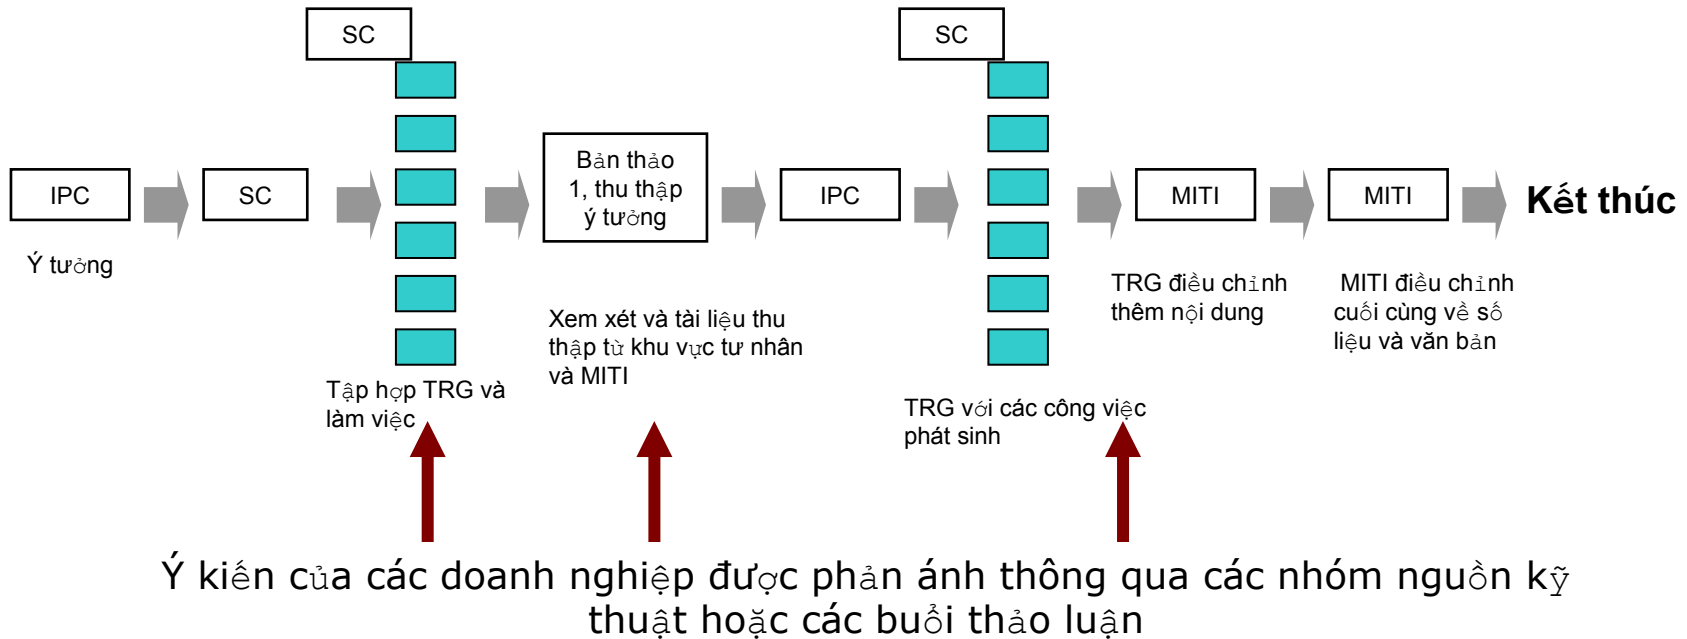 SC
SC
IPC
SC
Bản thảo
1, thu thập
ý tưởng
IPC
MITI
MITI
Kết thúc
Ý tưởng
Tập hợp TRG và
làm việc
Xem xét và tài liệu thu
thập từ khu vực tư nhân
và MITI
TRG với các công việc
phát sinh
TRG điều chỉnh
thêm nội dung
MITI điều chỉnh
cuối cùng về số
liệu và văn bản
Ý kiến của các doanh nghiệp được phản ánh thông qua các nhóm nguồn kỹ
thuật hoặc các buổi thảo luận